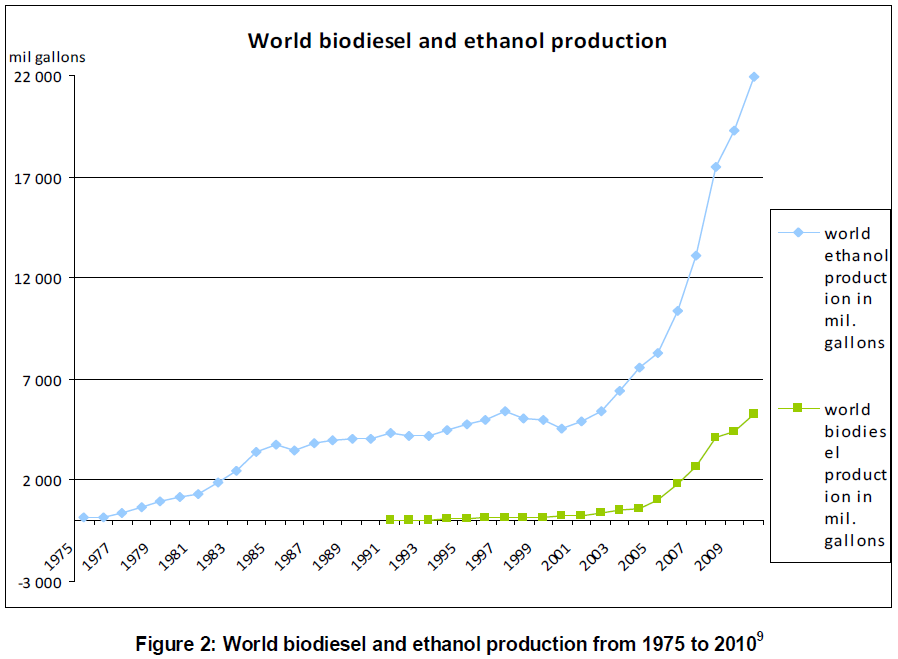 World biodiesel and ethanol production
mil gallons
22 000
17 000
12 000
7 000
2 000
-3 000
1975
1977
1979
1981
1983
1985
1987
1989
1991
1993
1995
1997
1999
2001
2003
2005
2007
2009
world
ethanol
product
ion in
mil.
gallons
world
biodies
el
product
ion in
mil.
gallons
Figure 2: World biodiesel and ethanol production from 1975 to 2010⁹